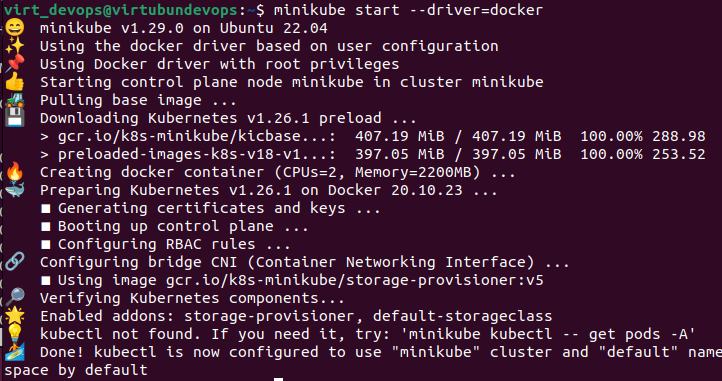 virt_devops@virtubundevops:~$ minikube start --driver=docker
😄 minikube v1.29.0 on Ubuntu 22.04
✨ Using the docker driver based on user configuration
📌 Using Docker driver with root privileges
👍 Starting control plane node minikube in cluster minikube
🚜 Pulling base image ...
💾 Downloading Kubernetes v1.26.1 preload ...
> gcr.io/k8s-minikube/kicbase...: 407.19 MiB / 407.19 MiB 100.00% 288.98
> preloaded-images-k8s-v18-v1...: 397.05 MiB / 397.05 MiB 100.00% 253.52
🔥 Creating docker container (CPUs=2, Memory=2200MB) ...
🐳 Preparing Kubernetes v1.26.1 on Docker 20.10.23 ...
▪ Generating certificates and keys ...
▪ Booting up control plane ...
▪ Configuring RBAC rules ...
🔗 Configuring bridge CNI (Container Networking Interface) ...
▪ Using image gcr.io/k8s-minikube/storage-provisioner:v5
🔎 Verifying Kubernetes components...
🌟 Enabled addons: storage-provisioner, default-storageclass
💡 kubectl not found. If you need it, try: 'minikube kubectl -- get pods -A'
🏄 Done! kubectl is now configured to use "minikube" cluster and "default" name
space by default